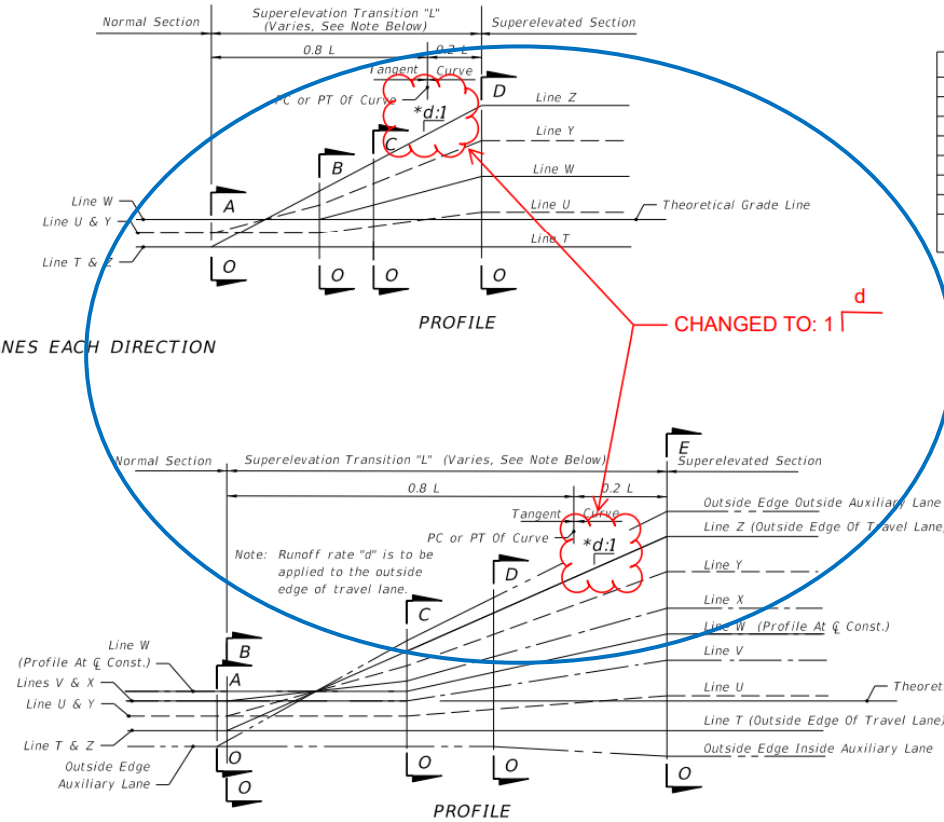 Normal Section
Superelevation Transition "L"
(Varies, See Note Below)
Superelevated Section
0.8 L
0.2 L
Tangent
Curve
PC or PT Of Curve
*d:1
D
Line Z
C
Line Y
B
Line W
Line W
A
Line U
Theoretical Grade Line
Line U & Y
Line T
Line T & Z
O
O
O
O
PROFILE
CHANGED TO: 1
d
NES EACH DIRECTION
E
Normal Section
Superelevation Transition "L" (Varies, See Note Below)
Superelevated Section
0.8 L
0.2 L
Outside Edge Outside Auxiliary Lane
Tangent
Curve
Line Z (Outside Edge Of Travel Lane)
PC or PT Of Curve
*d:1
Note: Runoff rate "d" is to be
applied to the outside
edge of travel lane.
D
Line Y
C
Line X
Line W (Profile At ℄ Const.)
Line W
(Profile At ℄ Const.)
B
Line V
A
Lines V & X
Line U
Theoret
Line U & Y
Line T (Outside Edge Of Travel Lane)
Line T & Z
Outside Edge Inside Auxiliary Lane
Outside Edge
Auxiliary Lane
O
O
O
O
O
PROFILE